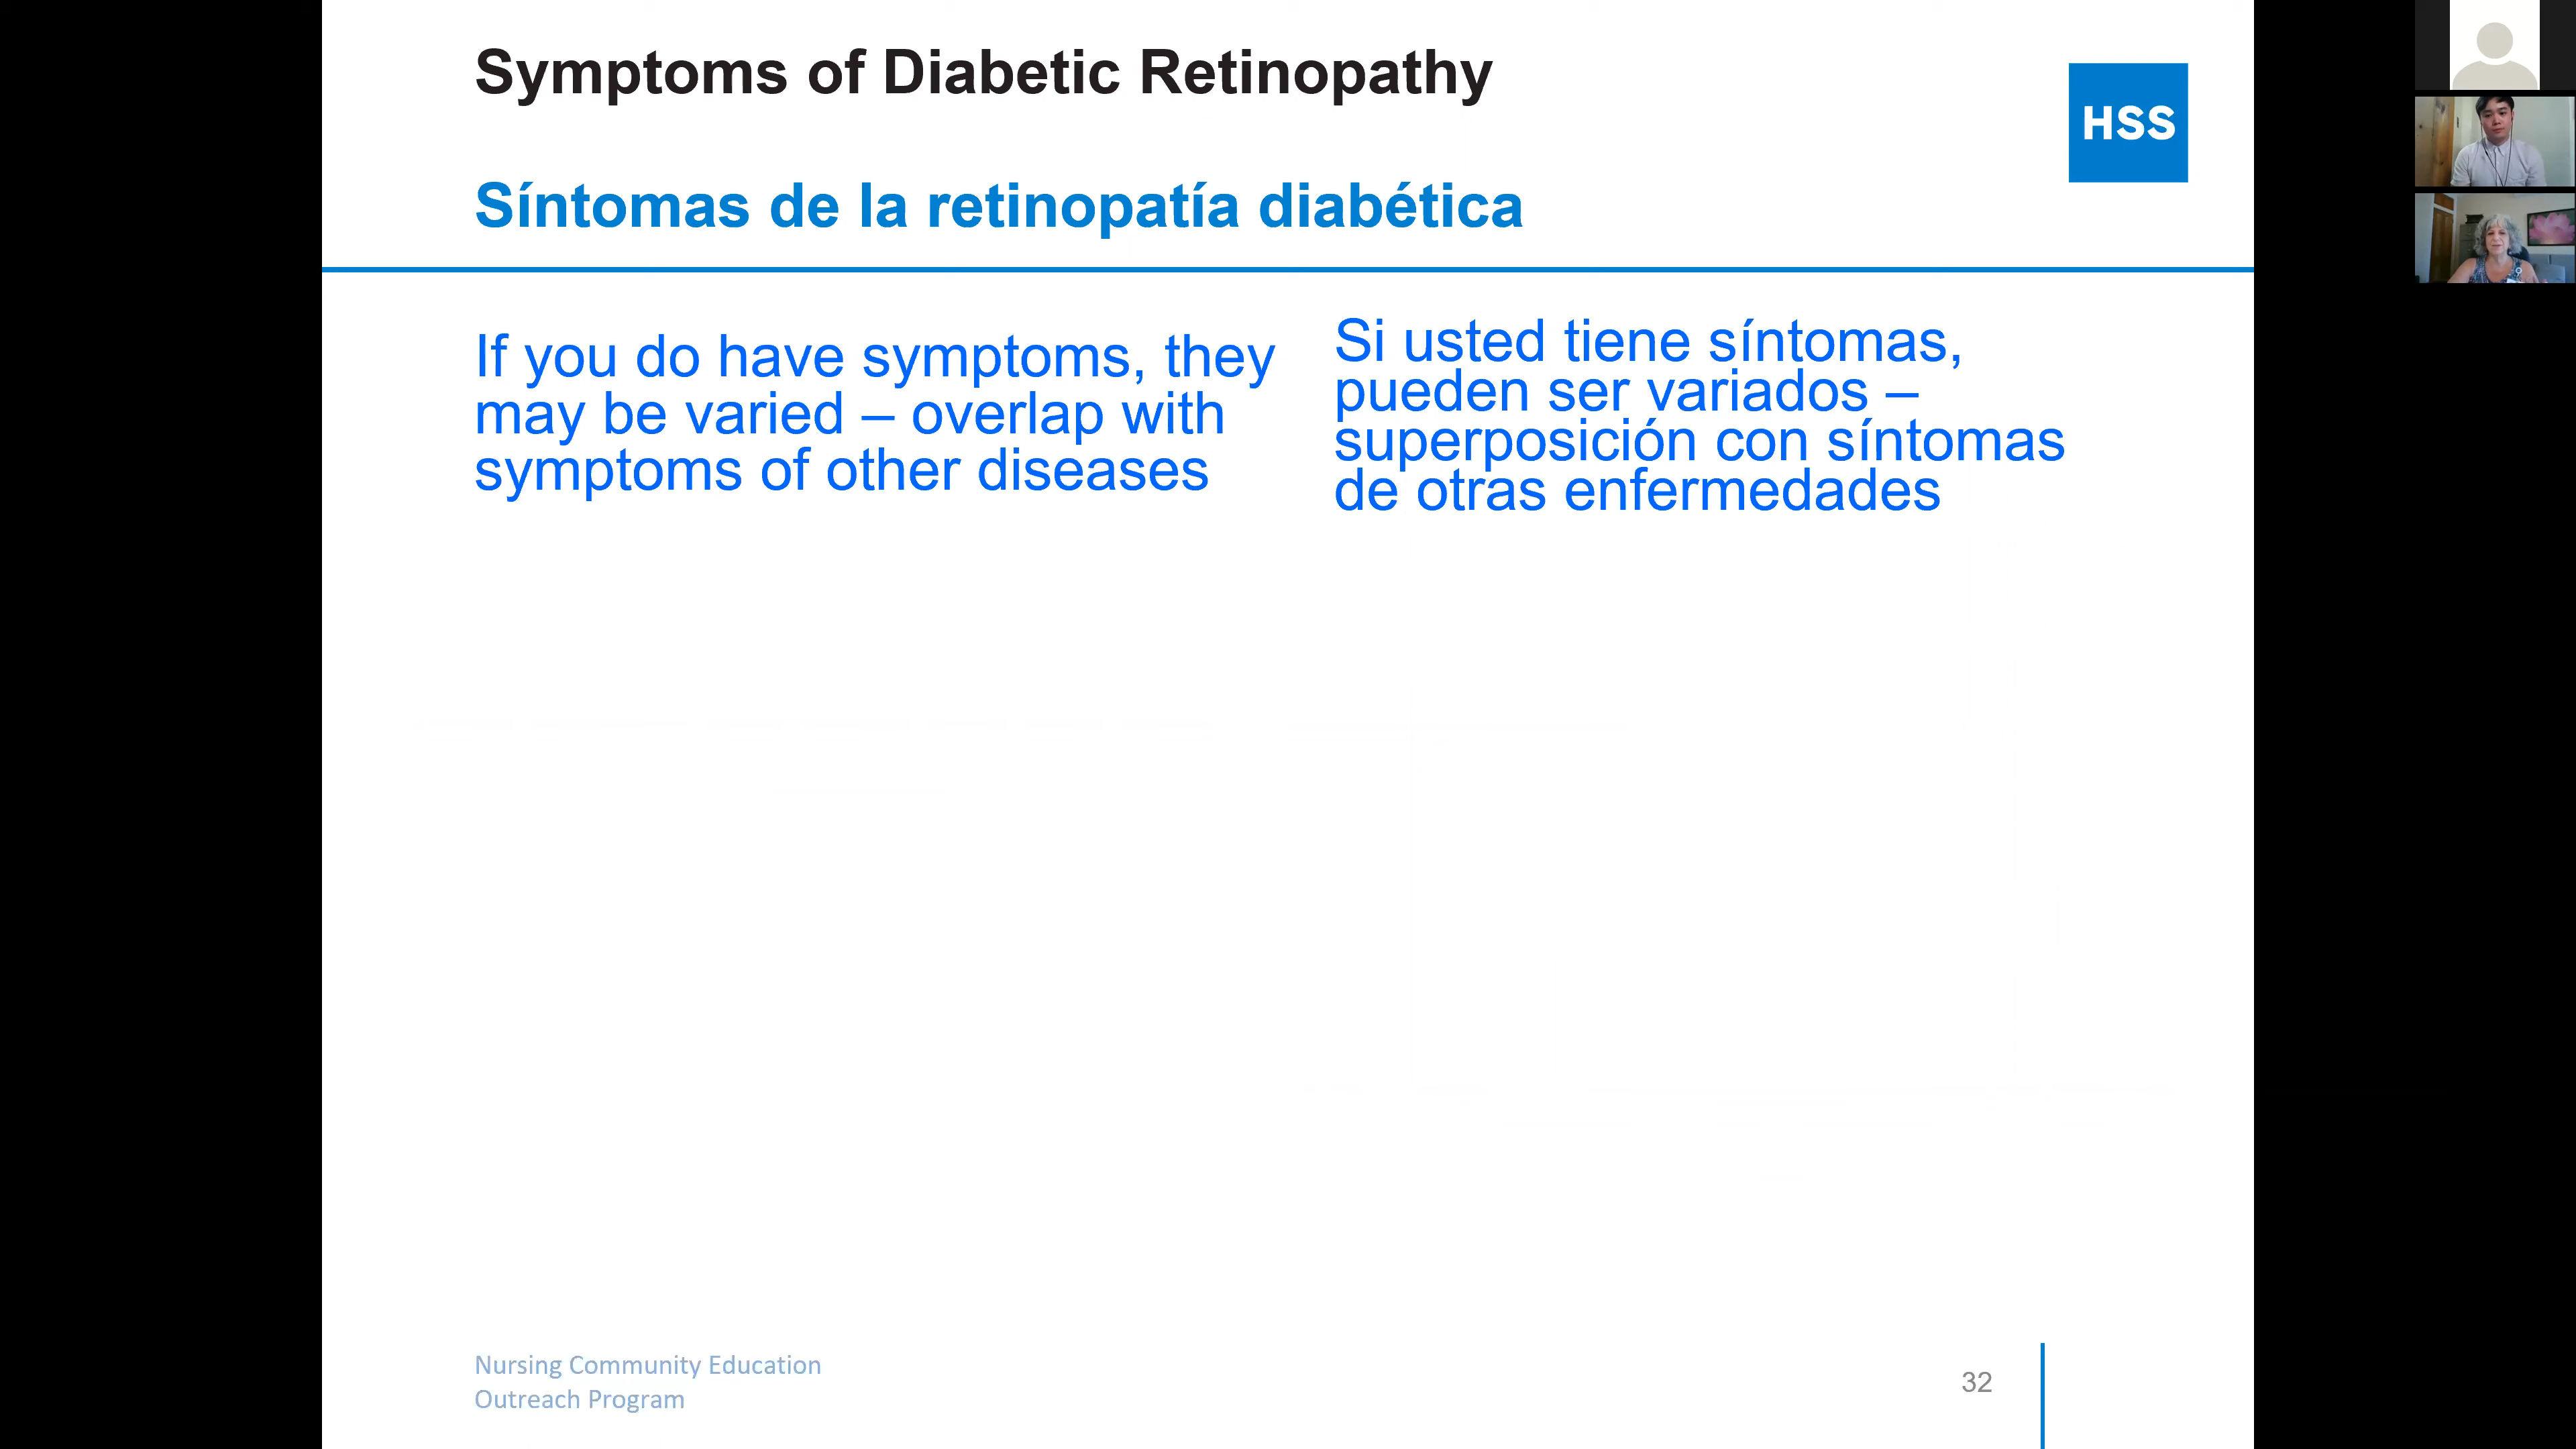 Symptoms of Diabetic Retinopathy
HSS
Síntomas de la retinopatía diabética
If you do have symptoms, they
may be varied – overlap with
symptoms of other diseases
Si usted tiene síntomas,
pueden ser variados –
superposición con síntomas
de otras enfermedades
Nursing Community Education
Outreach Program
32